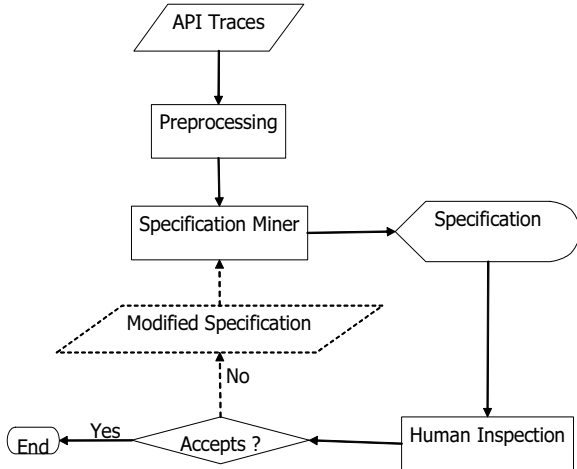 API Traces
Preprocessing
Specification Miner
Specification
Modified Specification
No
Yes
End
Accepts ?
Human Inspection